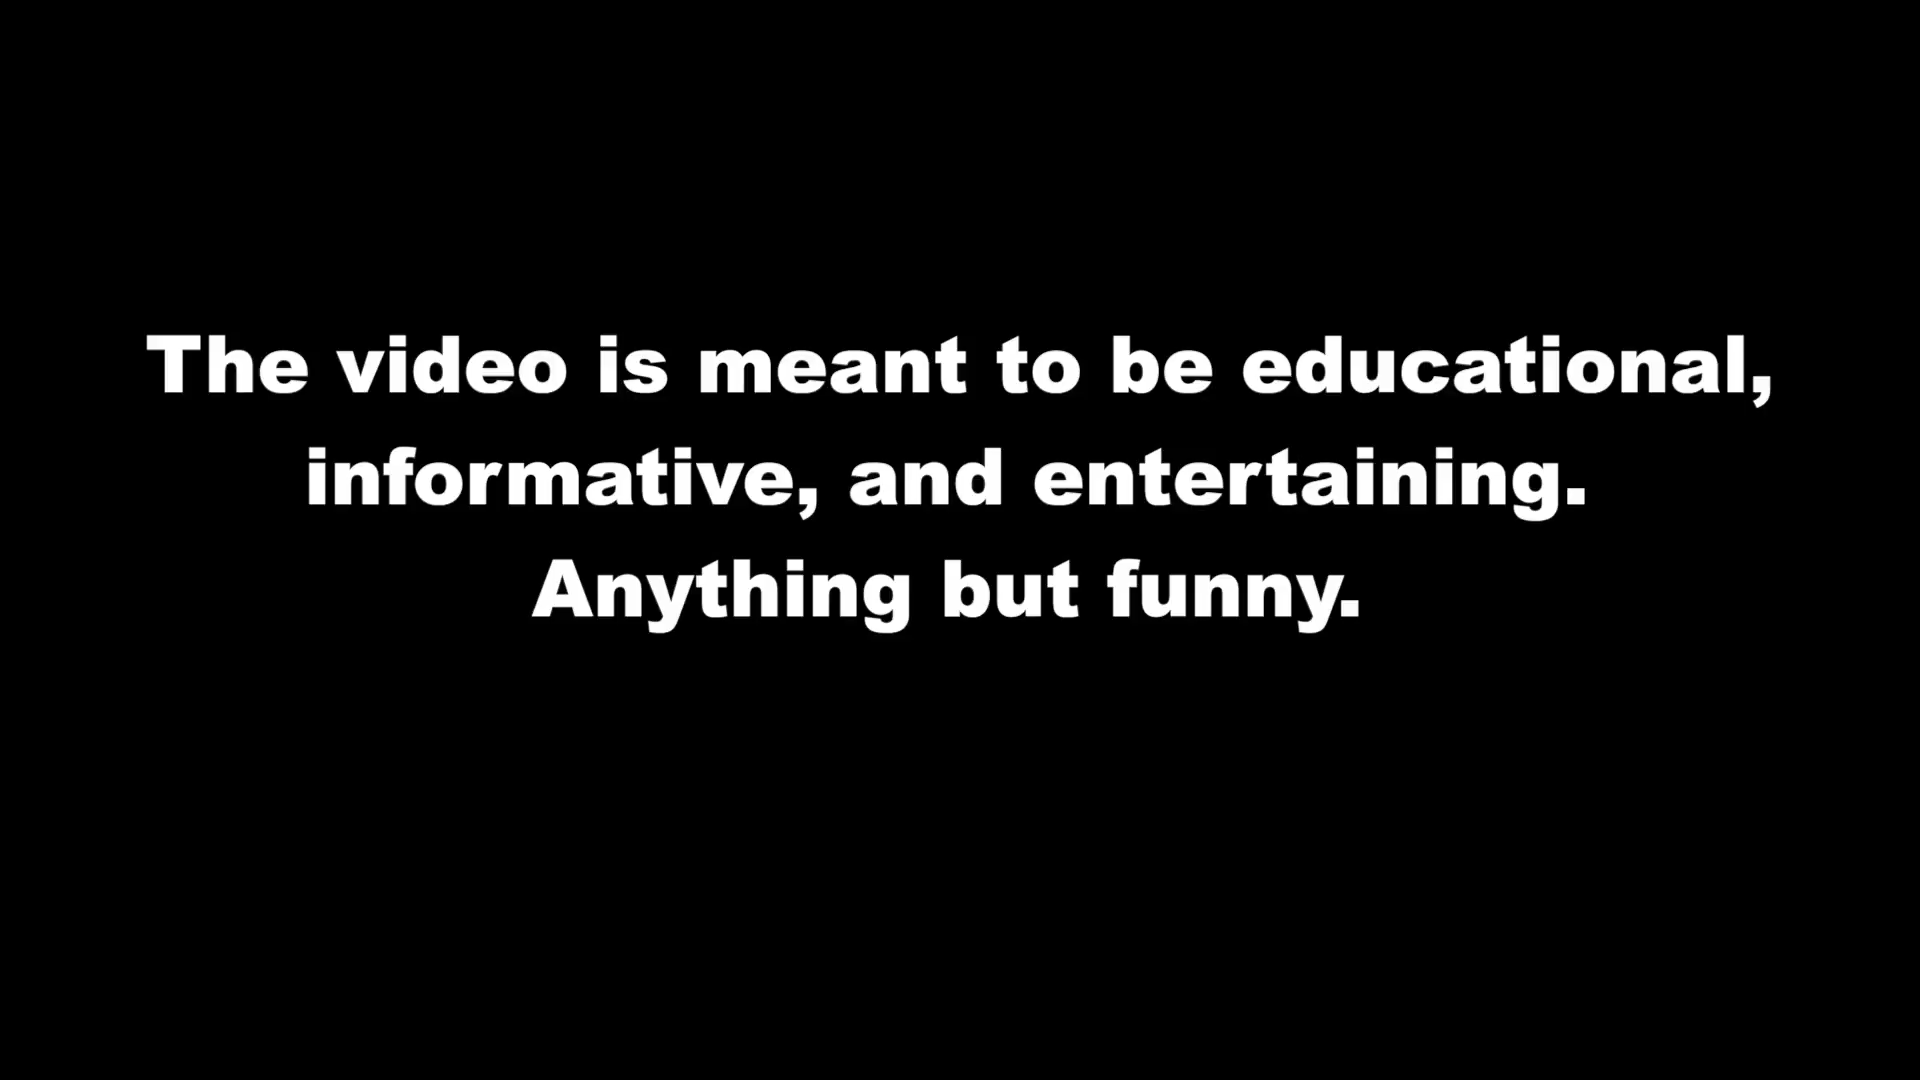 The video is meant to be educational,
informative, and entertaining.
Anything but funny.